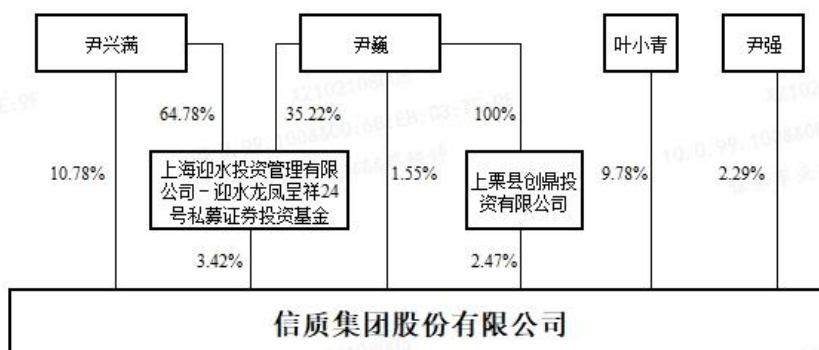 尹兴满
尹巍
叶小青
尹强
64.78%
35.22%
100%
10.78%
上海迎水投资管理有限
公司－迎水龙凤呈祥24
号私募证券投资基金
1.55%
上栗县创鼎投
资有限公司
9.78%
2.29%
3.42%
2.47%
信质集团股份有限公司